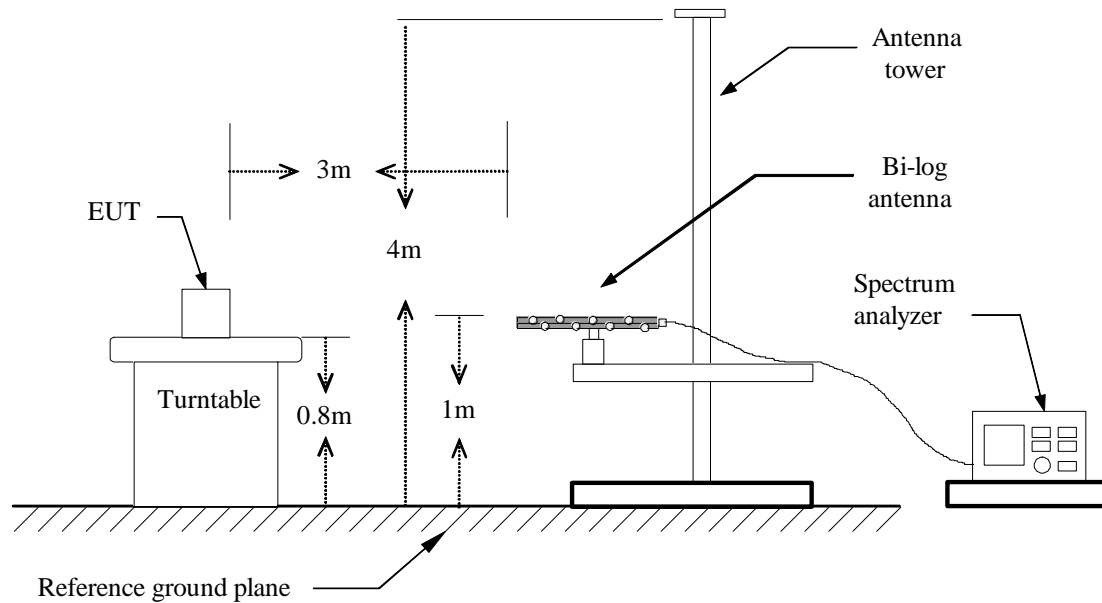 Antenna
tower
3m
Bi-log
antenna
EUT
4m
Spectrum
analyzer
Turntable
0.8m
1m
Reference ground plane